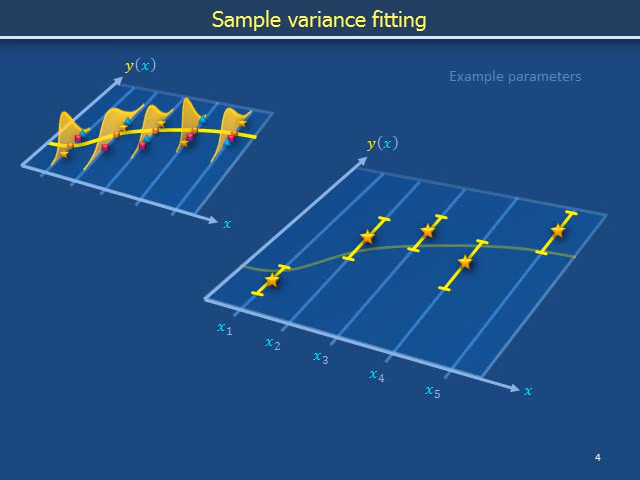 Sample variance fitting
y(x)
Example parameters
y(x)
x
x₁
x₂
x₃
x₄
x₅
x
4